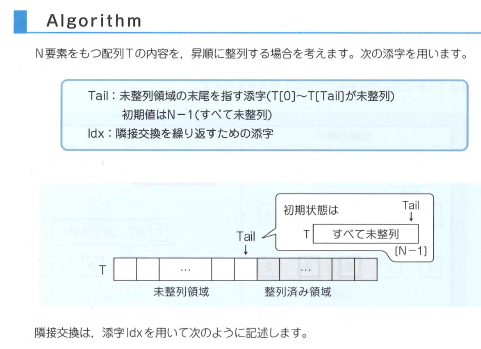 Algorithm
N要素をもつ配列Tの内容を，昇順に整列する場合を考えます。次の添字を用います。
Tail：未整列領域の末尾を指す添字(T[0]～T[Tail]が未整列)
初期値はN－1(すべて未整列)
Idx：隣接交換を繰り返すための添字
初期状態は
Tail
T
すべて未整列
[N－1]
Tail
T
…
…
未整列領域
整列済み領域
隣接交換は，添字Idxを用いて次のように記述します。